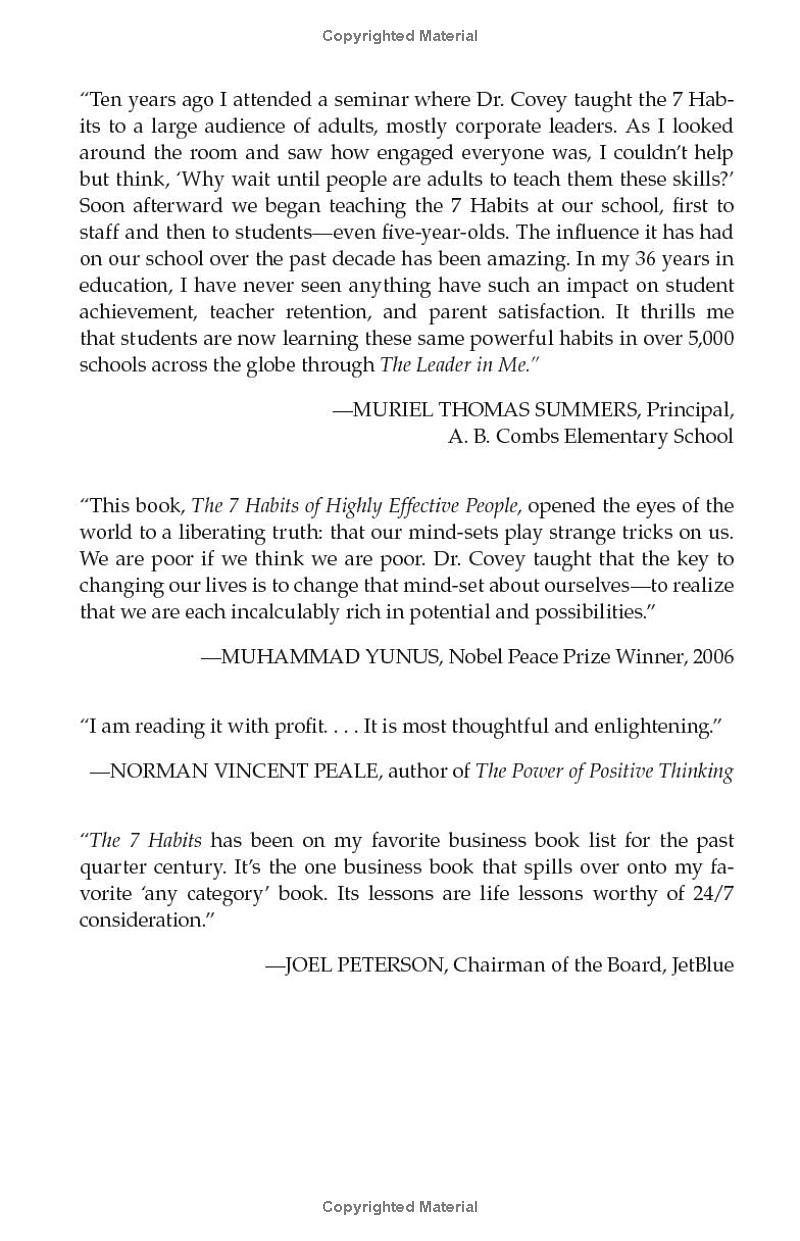 Copyrighted Material
“Ten years ago I attended a seminar where Dr. Covey taught the 7 Hab-
its to a large audience of adults, mostly corporate leaders. As I looked
around the room and saw how engaged everyone was, I couldn’t help
but think, ‘Why wait until people are adults to teach them these skills?’
Soon afterward we began teaching the 7 Habits at our school, first to
staff and then to students—even five-year-olds. The influence it has had
on our school over the past decade has been amazing. In my 36 years in
education, I have never seen anything have such an impact on student
achievement, teacher retention, and parent satisfaction. It thrills me
that students are now learning these same powerful habits in over 5,000
schools across the globe through The Leader in Me.”
—MURIEL THOMAS SUMMERS, Principal,
A. B. Combs Elementary School
“This book, The 7 Habits of Highly Effective People, opened the eyes of the
world to a liberating truth: that our mind-sets play strange tricks on us.
We are poor if we think we are poor. Dr. Covey taught that the key to
changing our lives is to change that mind-set about ourselves—to realize
that we are each incalculably rich in potential and possibilities.”
—MUHAMMAD YUNUS, Nobel Peace Prize Winner, 2006
“I am reading it with profit. . . . It is most thoughtful and enlightening.”
—NORMAN VINCENT PEALE, author of The Power of Positive Thinking
“The 7 Habits has been on my favorite business book list for the past
quarter century. It’s the one business book that spills over onto my fa-
vorite ‘any category’ book. Its lessons are life lessons worthy of 24/7
consideration.”
—JOEL PETERSON, Chairman of the Board, JetBlue
Copyrighted Material